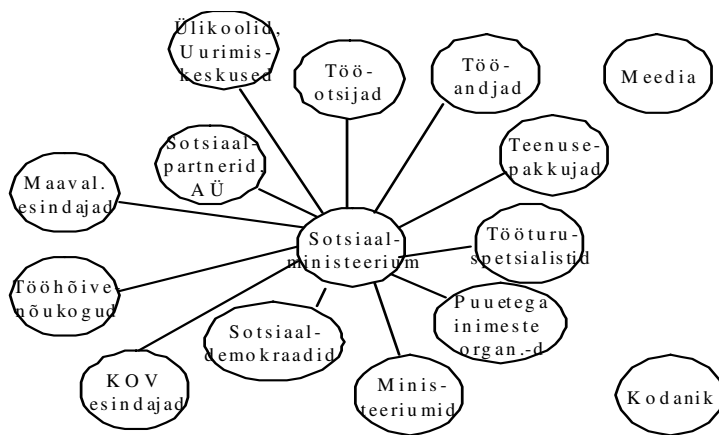 Ülikoolid,
Uurimis-
keskused
Töö-
otsijad
Töö-
andjad
Meedia
Sotsiaal-
partnerid,
AÜ
Teenuse-
pakkujad
Maaval.
esindajad
Sotsiaal-
ministeerium
Tööturu-
spetsialistid
Tööhõive
nõukogud
Sotsiaal-
demokraadid
Puuetega
inimeste
organ.-d
KOV
esindajad
Minis-
teeriumid
Kodanik